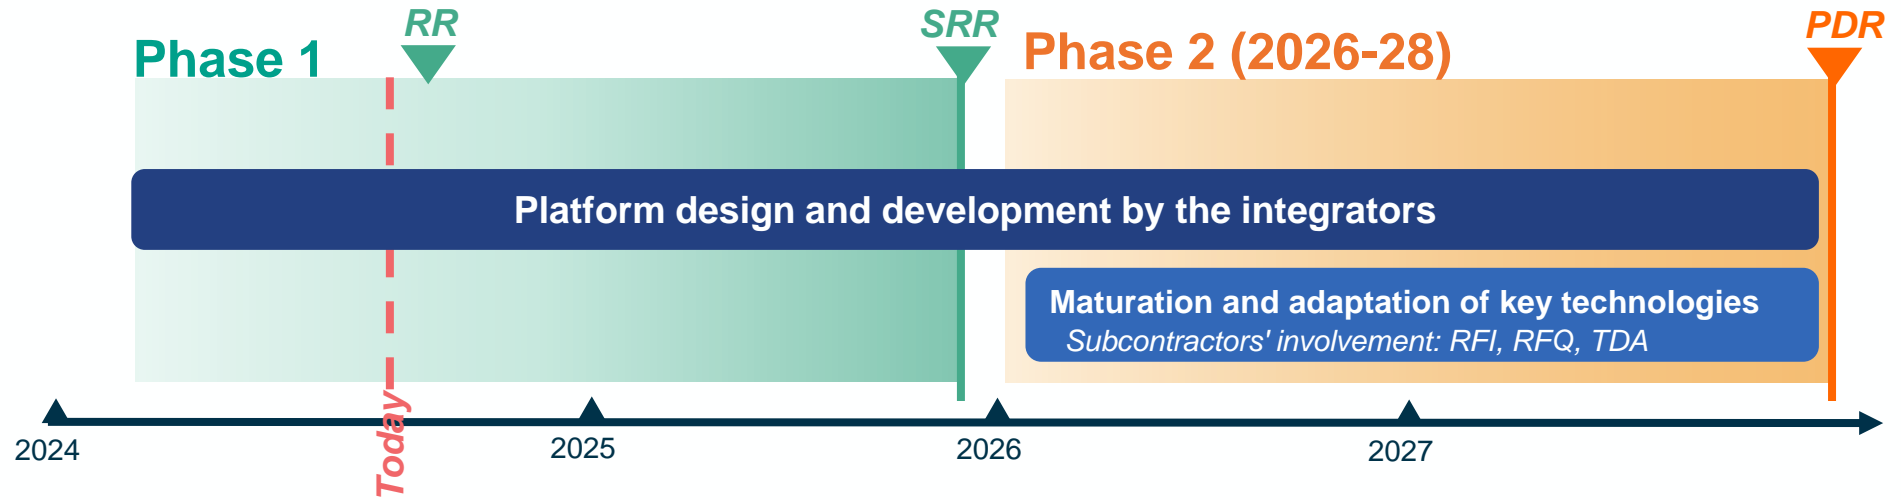 RR
SRR
PDR
Phase 1
Phase 2 (2026-28)
Platform design and development by the integrators
Maturation and adaptation of key technologies
Subcontractors' involvement: RFI, RFQ, TDA
Today
2024
2025
2026
2027